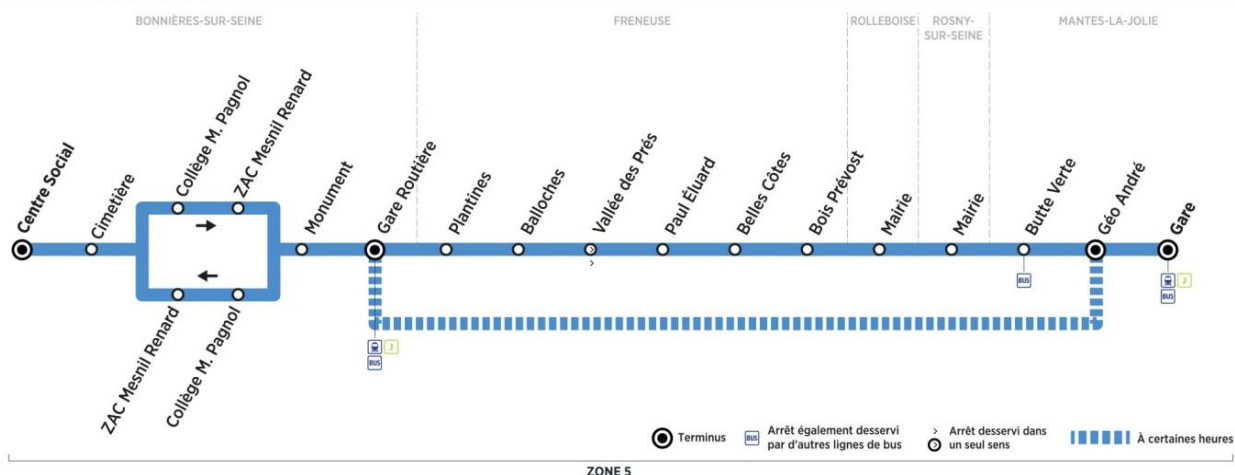 BONNIÈRES-SUR-SEINE
FRENEUSE
ROLLEBOISE
ROSNY-
SUR-SEINE
MANTES-LA-JOLIE
Centre Social
Cimetière
Collège M. Pagnol
ZAC Mesnil Renard
ZAC Mesnil Renard
Collège M. Pagnol
Monument
Gare Routière
Plantines
Balloches
Vallée des Prés
Paul Éluard
Belles Côtes
Bois Prévost
Mairie
Mairie
Butte Verte
Géo André
Gare
BUS
J
BUS
J
BUS
Terminus
BUS
Arrêt également desservi
par d'autres lignes de bus
Arrêt desservi dans
un seul sens
À certaines heures
ZONE 5